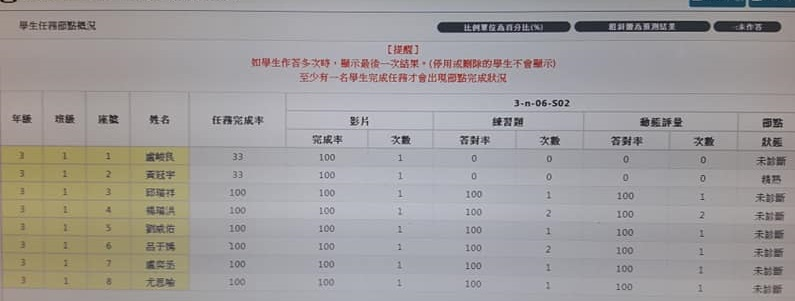 學生任務節點概況
比例單位為百分比(%)
粗斜體為預測結果
-:未作答
【提醒】
如學生作答多次時，顯示最後一次結果。(停用或刪除的學生不會顯示)
至少有一名學生完成任務才會出現節點完成狀況
3-n-06-S02
年級 班級 座號 姓名 任務完成率 影片 練習題 動態評量 節點
完成率 次數 答對率 次數 答對率 次數 狀態
3 1 1 盧峻良 33 100 1 0 0 0 0 未診斷
3 1 2 黃冠宇 33 100 1 0 0 0 0 精熟
3 1 3 邱瑞祥 100 100 1 100 1 100 1 未診斷
3 1 4 楊瑞洪 100 100 1 100 2 100 2 未診斷
3 1 5 劉威佑 100 100 1 100 1 100 1 未診斷
3 1 6 呂于嫣 100 100 1 100 2 100 1 未診斷
3 1 7 盧奕丞 100 100 1 100 1 100 1 未診斷
3 1 8 尤恩喻 100 100 1 100 1 100 1 未診斷